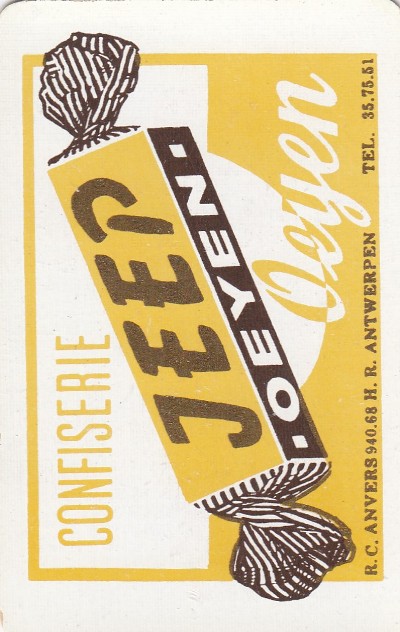 CONFISERIE
JEEP
·OEYEN·
Oeyen
R. C. ANVERS 940.68 H. R. ANTWERPEN TEL. 35.75.51